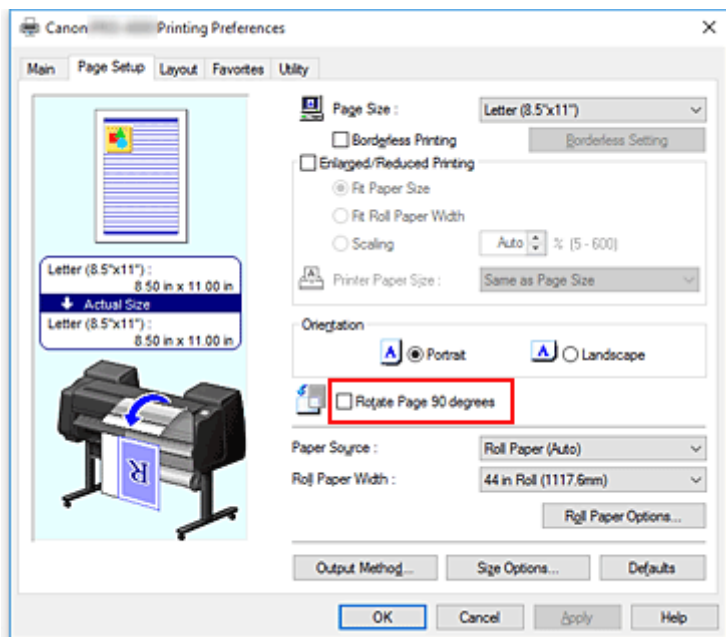 Canon Printing Preferences
Main Page Setup Layout Favorites Utility
Page Size : Letter (8.5"x11")
Borderless Printing Borderless Setting
Enlarged/Reduced Printing
Fit Paper Size
Fit Roll Paper Width
Scaling Auto % (5 - 600)
Printer Paper Size : Same as Page Size
Letter (8.5"x11") :
8.50 in x 11.00 in
Actual Size
Letter (8.5"x11") :
8.50 in x 11.00 in
Orientation
A Portrait A Landscape
Rotate Page 90 degrees
R
Paper Source : Roll Paper (Auto)
Roll Paper Width : 44 in Roll (1117.6mm)
Roll Paper Options...
Output Method... Size Options... Defaults
OK Cancel Apply Help